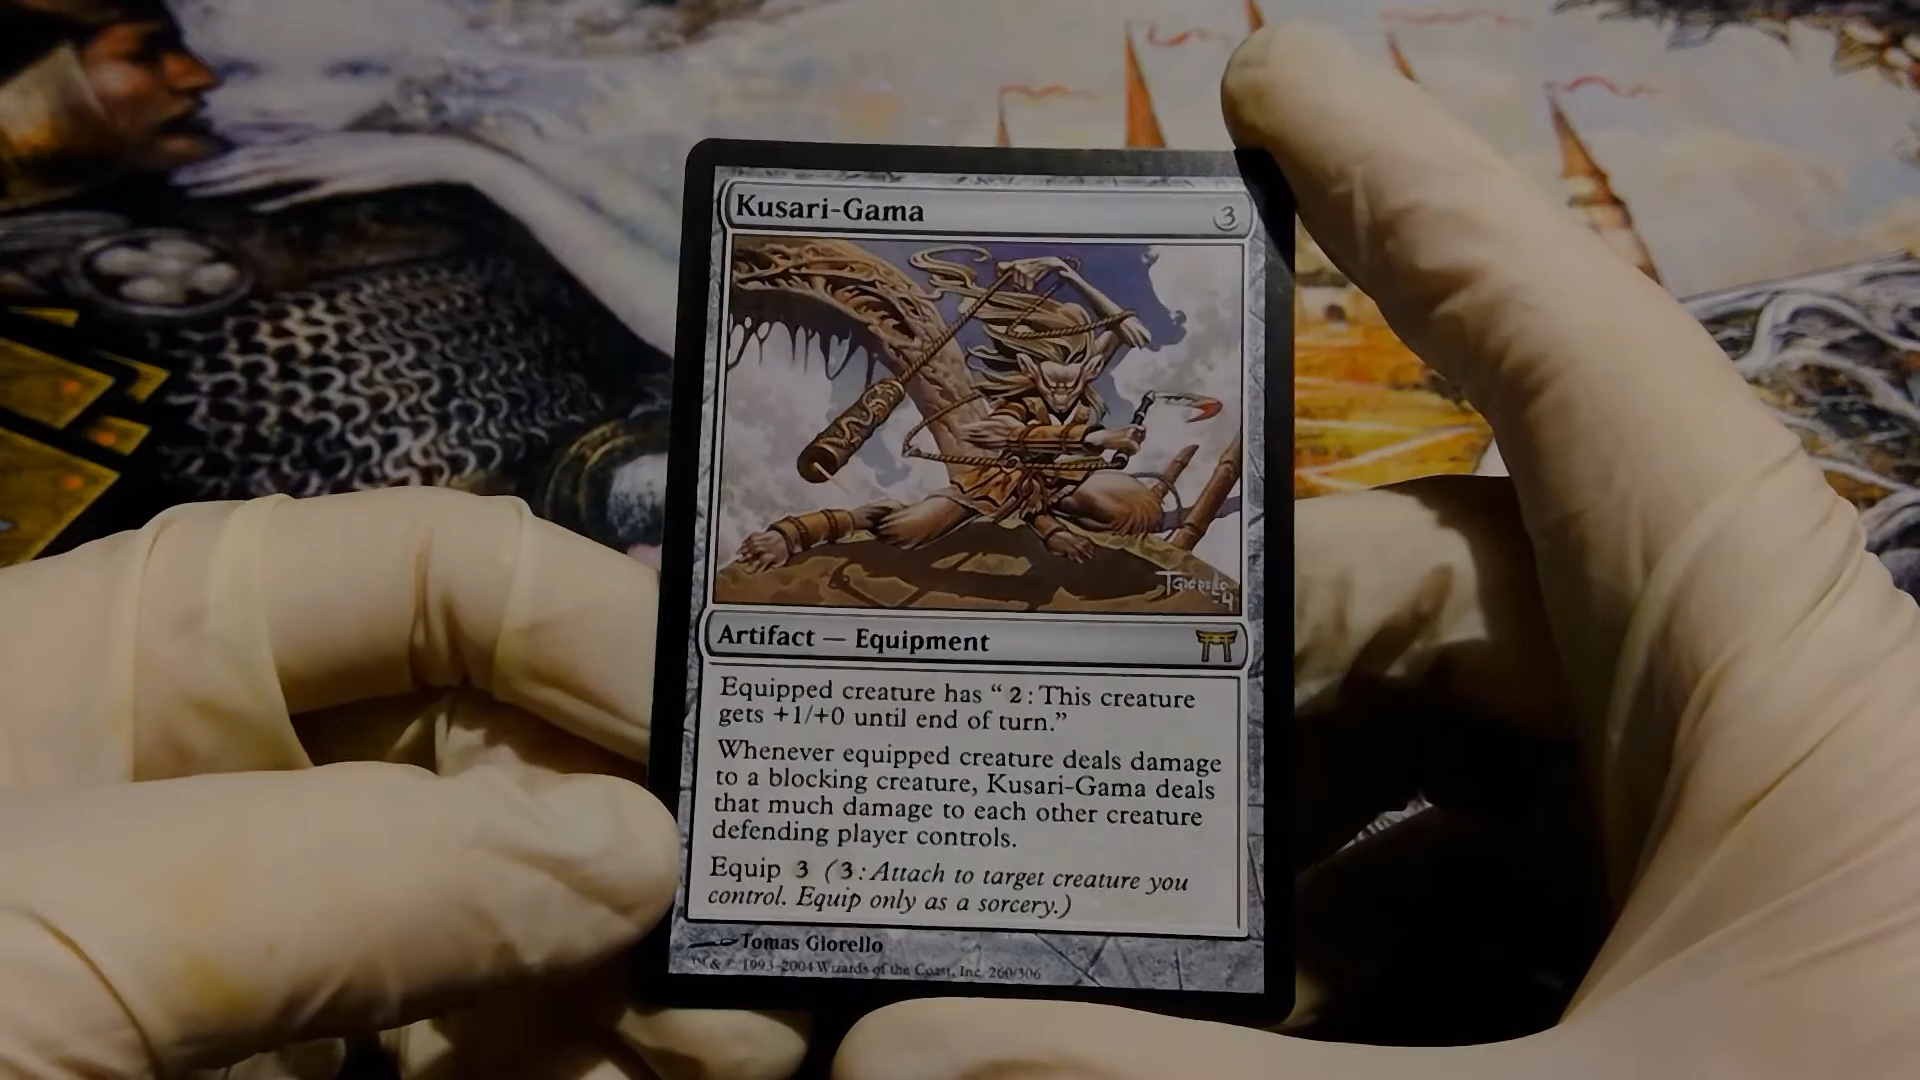 Kusari-Gama 3
TGIORELLO
-4
Artifact — Equipment
Equipped creature has “2: This creature
gets +1/+0 until end of turn.”
Whenever equipped creature deals damage
to a blocking creature, Kusari-Gama deals
that much damage to each other creature
defending player controls.
Equip 3 (3: Attach to target creature you
control. Equip only as a sorcery.)
Tomas Giorello
™ & © 1993-2004 Wizards of the Coast, Inc. 260/306